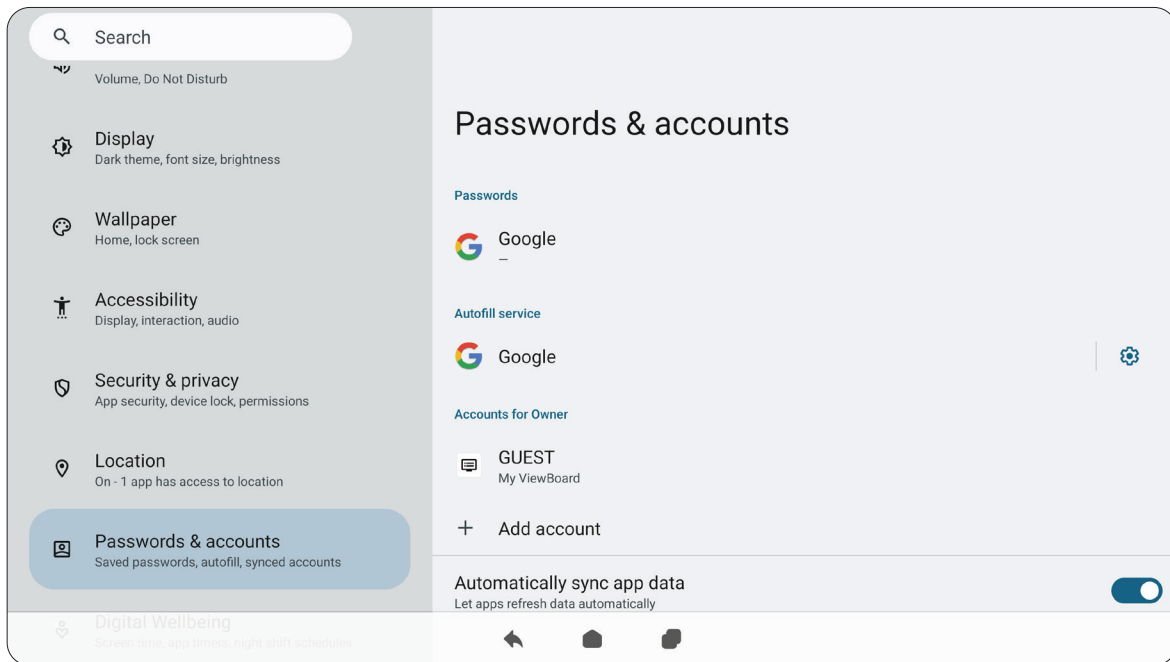 Search
Volume, Do Not Disturb
Display
Dark theme, font size, brightness
Wallpaper
Home, lock screen
Accessibility
Display, interaction, audio
Security & privacy
App security, device lock, permissions
Location
On - 1 app has access to location
Passwords & accounts
Saved passwords, autofill, synced accounts
Digital Wellbeing
Screen time, app timers, night shift schedules
Passwords & accounts
Passwords
Google
–
Autofill service
Google
Accounts for Owner
GUEST
My ViewBoard
+ Add account
Automatically sync app data
Let apps refresh data automatically